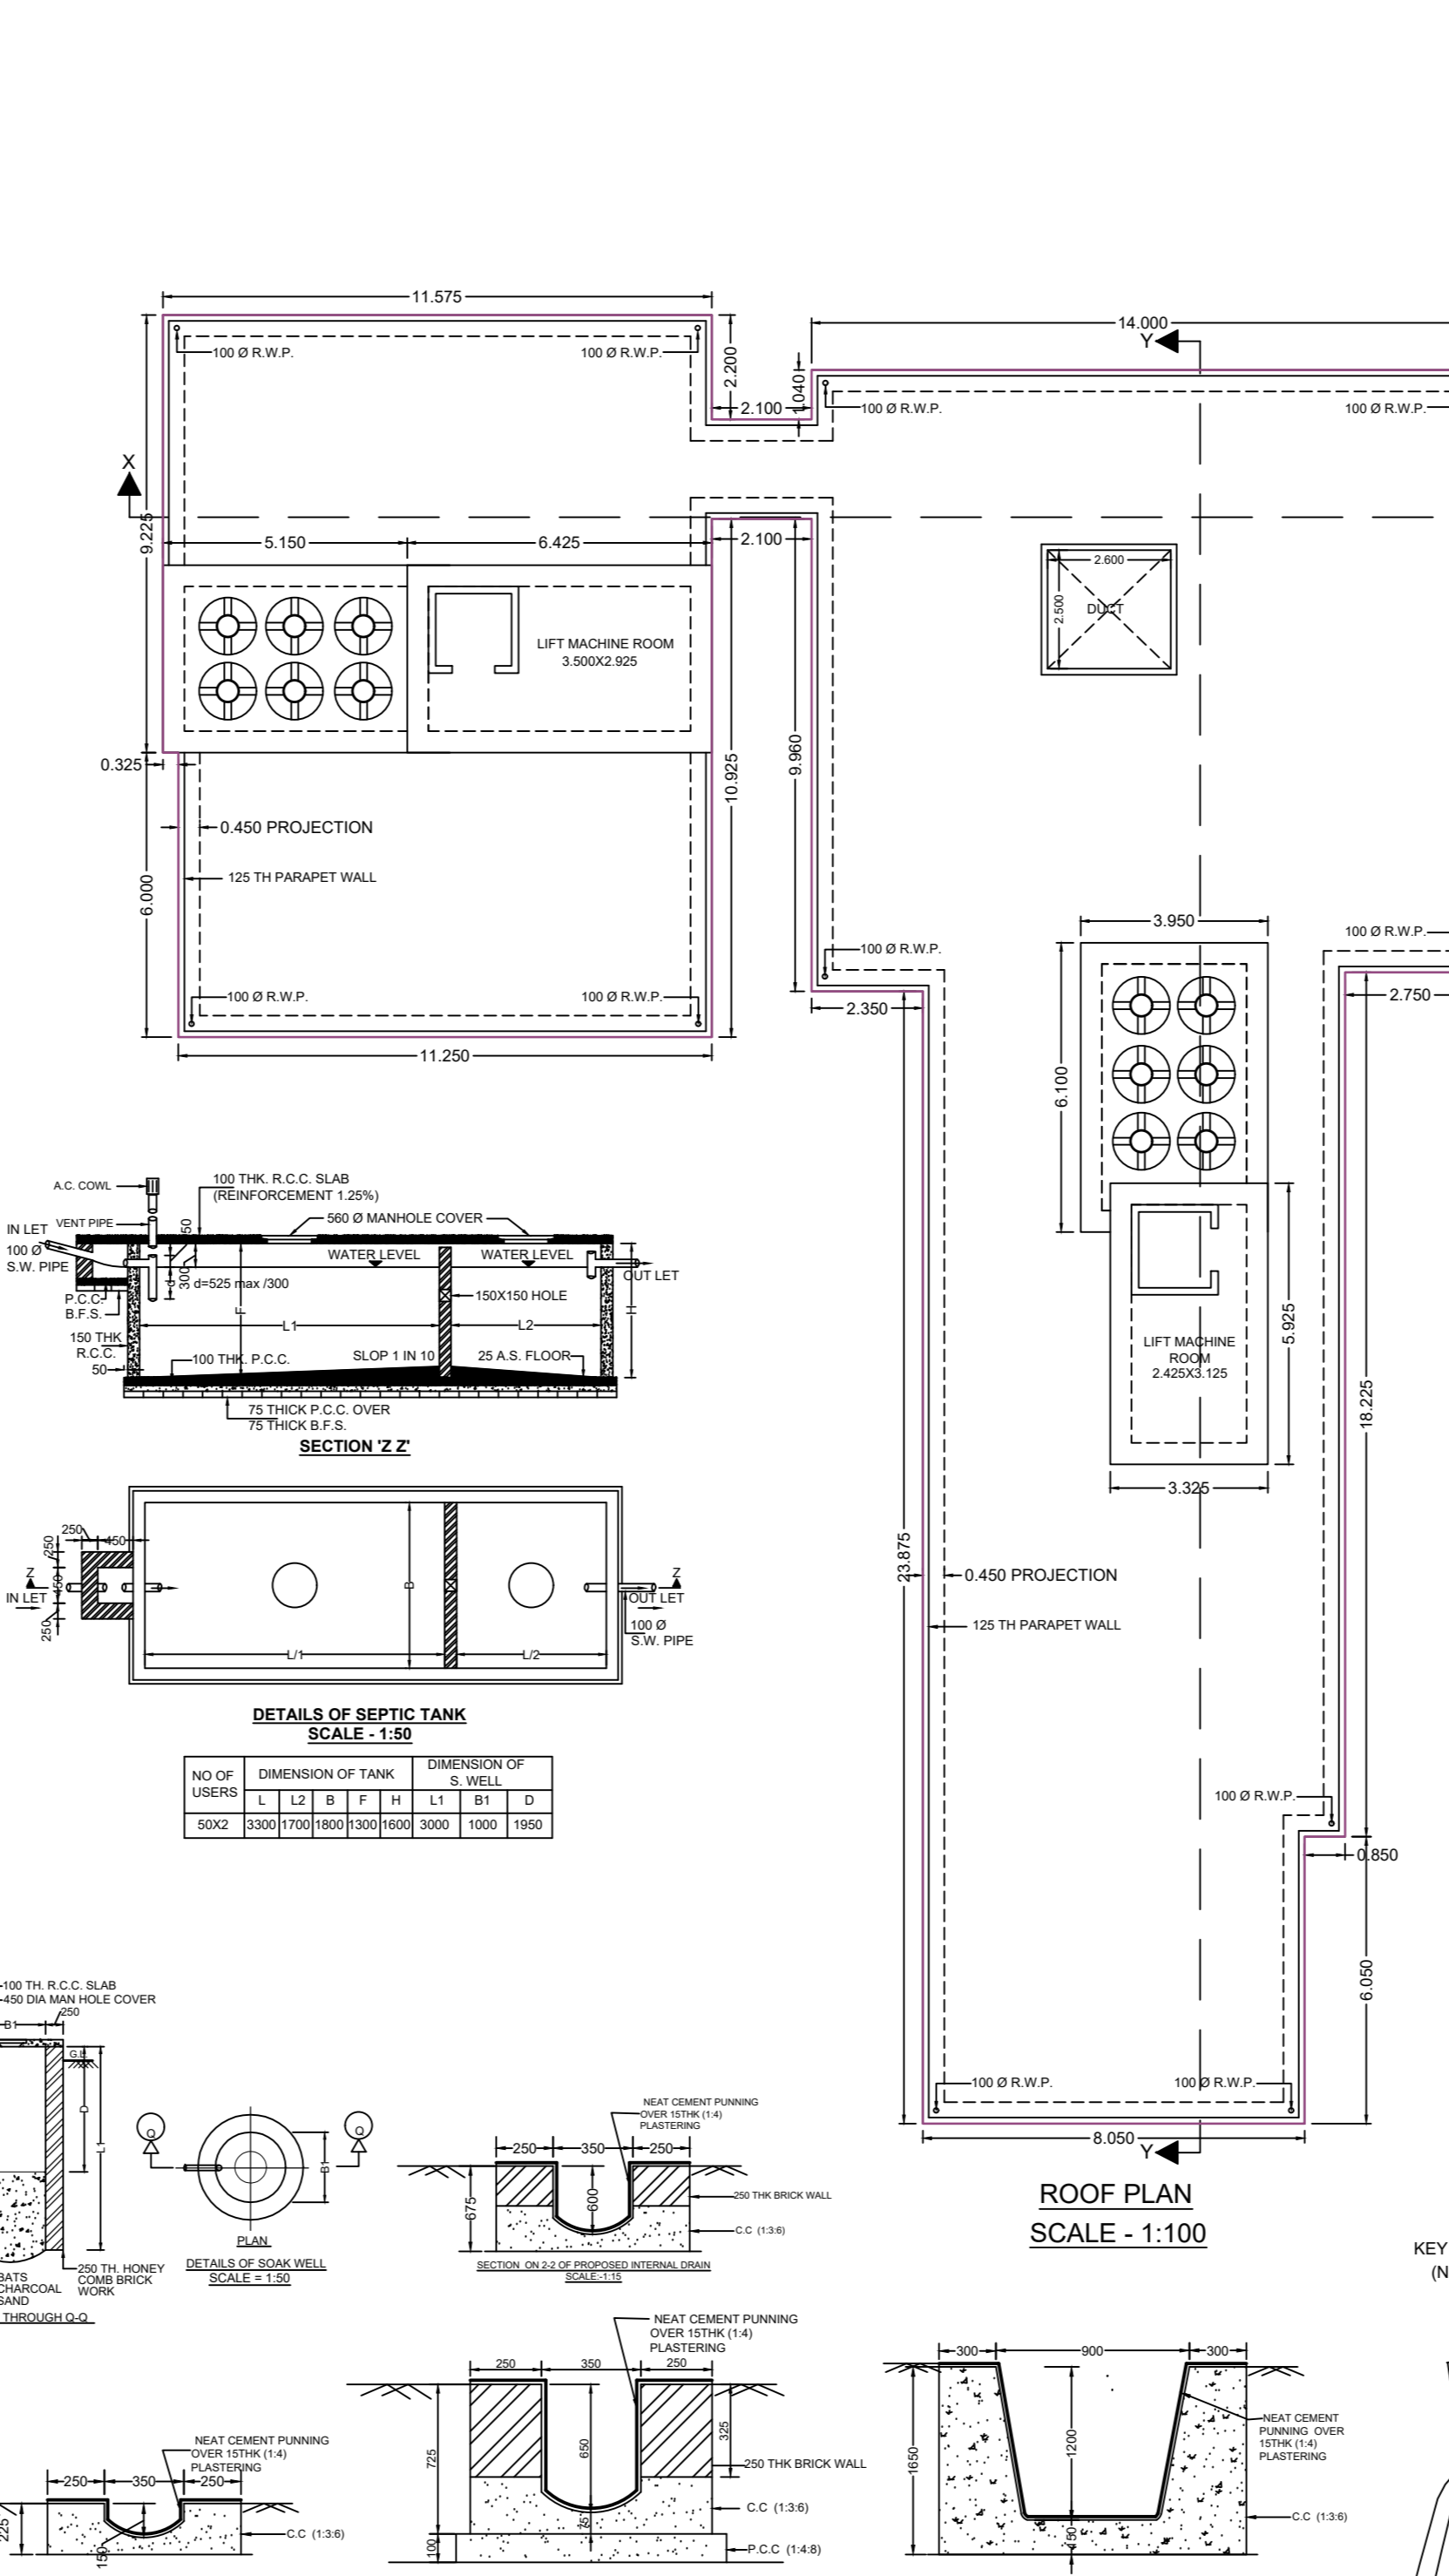 11.575
14.000
Y
100 Ø R.W.P.
100 Ø R.W.P.
2.200
1.040
2.100
100 Ø R.W.P.
100 Ø R.W.P.
X
9.225
5.150
6.425
2.100
2.600
2.500
DUCT
LIFT MACHINE ROOM
3.500X2.925
0.325
10.925
9.960
0.450 PROJECTION
125 TH PARAPET WALL
6.000
3.950
100 Ø R.W.P.
100 Ø R.W.P.
100 Ø R.W.P.
100 Ø R.W.P.
2.350
2.750
11.250
6.100
A.C. COWL
100 THK. R.C.C. SLAB
(REINFORCEMENT 1.25%)
IN LET
VENT PIPE
50
560 Ø MANHOLE COVER
100 Ø
S.W. PIPE
WATER LEVEL
WATER LEVEL
OUT LET
300
d
d=525 max /300
P.C.C.
B.F.S.
150X150 HOLE
F
H
L1
L2
150 THK
R.C.C.
50
100 THK. P.C.C.
SLOP 1 IN 10
25 A.S. FLOOR
75 THICK P.C.C. OVER
75 THICK B.F.S.
SECTION 'Z Z'
5.925
LIFT MACHINE
ROOM
2.425X3.125
18.225
3.325
250
450
250
450
250
Z
IN LET
B
Z
OUT LET
100 Ø
S.W. PIPE
L/1
L/2
23.875
0.450 PROJECTION
125 TH PARAPET WALL
DETAILS OF SEPTIC TANK
SCALE - 1:50
NO OF USERS DIMENSION OF TANK DIMENSION OF S. WELL
L L2 B F H L1 B1 D
50X2 3300 1700 1800 1300 1600 3000 1000 1950
100 Ø R.W.P.
0.850
6.050
100 TH. R.C.C. SLAB
450 DIA MAN HOLE COVER
B1
250
G.L.
D
L1
Q
Q
B1
PLAN
DETAILS OF SOAK WELL
SCALE = 1:50
250 TH. HONEY
COMB BRICK
WORK
BATS
CHARCOAL
SAND
THROUGH Q-Q
NEAT CEMENT PUNNING
OVER 15THK (1:4)
PLASTERING
250
350
250
675
600
250 THK BRICK WALL
C.C (1:3:6)
SECTION ON 2-2 OF PROPOSED INTERNAL DRAIN
SCALE:-1:15
100 Ø R.W.P.
100 Ø R.W.P.
8.050
Y
ROOF PLAN
SCALE - 1:100
KEY
(N
NEAT CEMENT PUNNING
OVER 15THK (1:4)
PLASTERING
250
350
250
725
650
325
250 THK BRICK WALL
C.C (1:3:6)
75
100
P.C.C (1:4:8)
300
900
300
1650
1200
150
NEAT CEMENT
PUNNING OVER
15THK (1:4)
PLASTERING
C.C (1:3:6)
NEAT CEMENT PUNNING
OVER 15THK (1:4)
PLASTERING
250
350
250
225
150
C.C (1:3:6)